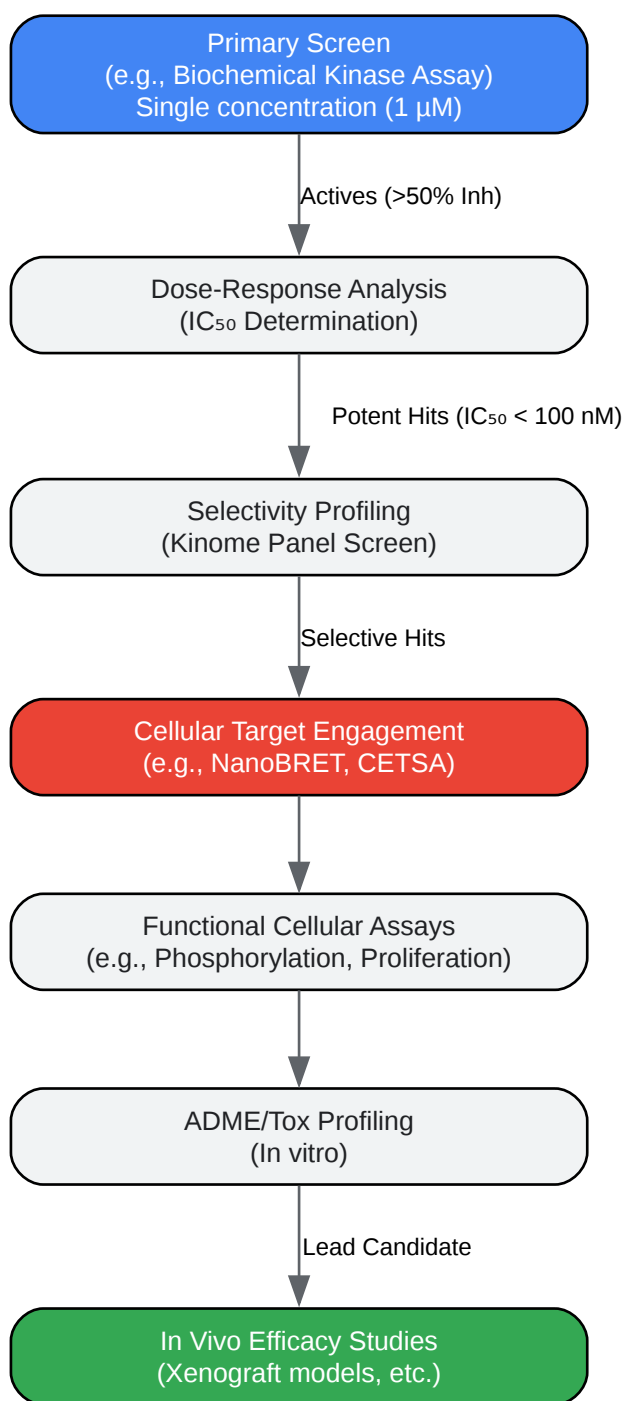 Primary Screen
(e.g., Biochemical Kinase Assay)
Single concentration (1 µM)
Actives (>50% Inh)
Dose-Response Analysis
(IC₅₀ Determination)
Potent Hits (IC₅₀ < 100 nM)
Selectivity Profiling
(Kinome Panel Screen)
Selective Hits
Cellular Target Engagement
(e.g., NanoBRET, CETSA)
Functional Cellular Assays
(e.g., Phosphorylation, Proliferation)
ADME/Tox Profiling
(In vitro)
Lead Candidate
In Vivo Efficacy Studies
(Xenograft models, etc.)